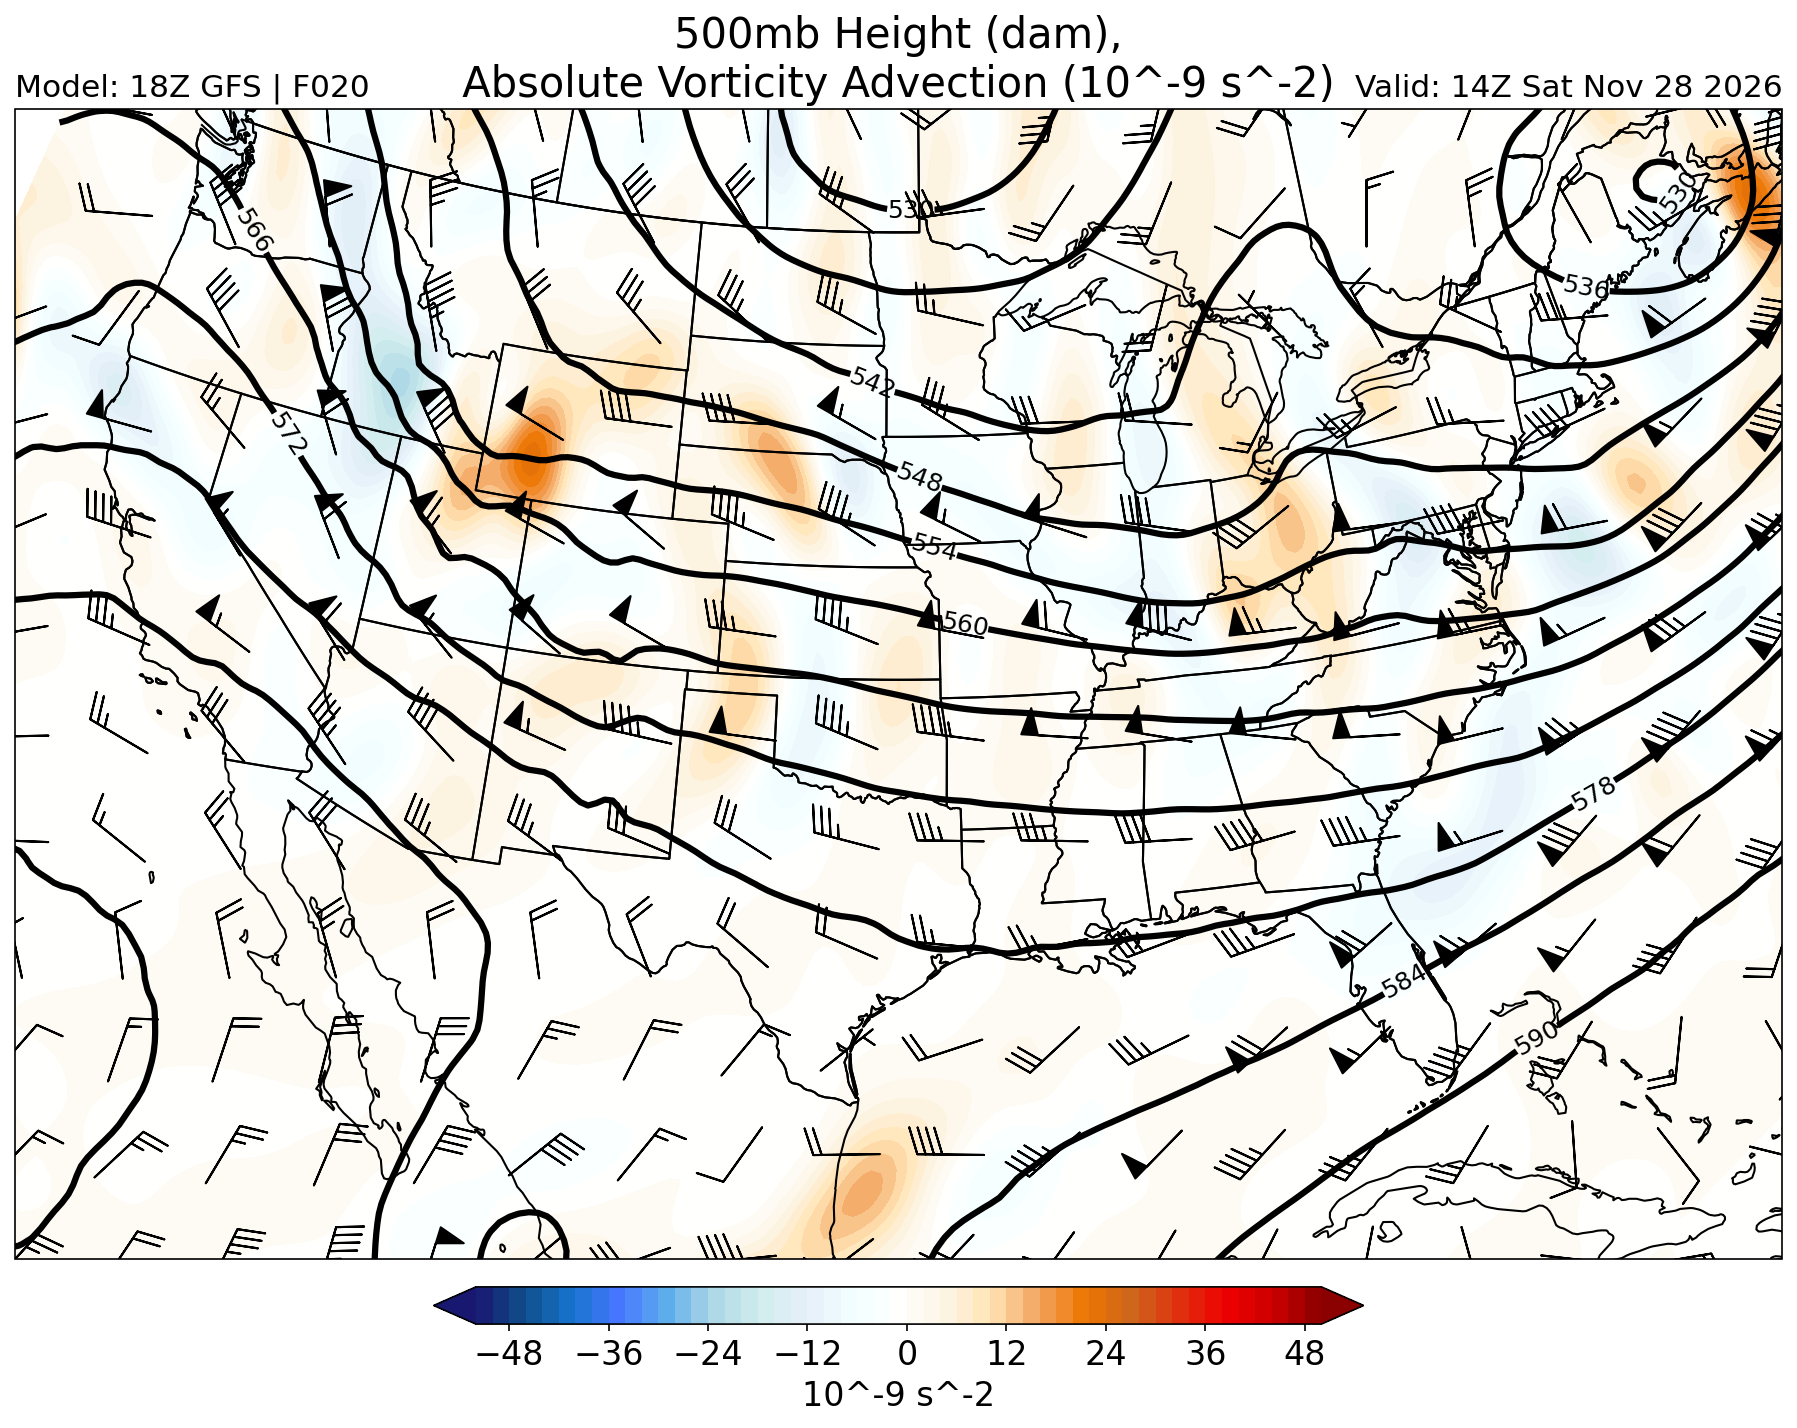 500mb Height (dam),
Model: 18Z GFS | F020
Absolute Vorticity Advection (10^-9 s^-2)
Valid: 14Z Sat Nov 28 2026
530
530
566
536
542
572
548
554
560
578
584
590
−48 −36 −24 −12 0 12 24 36 48
10^-9 s^-2